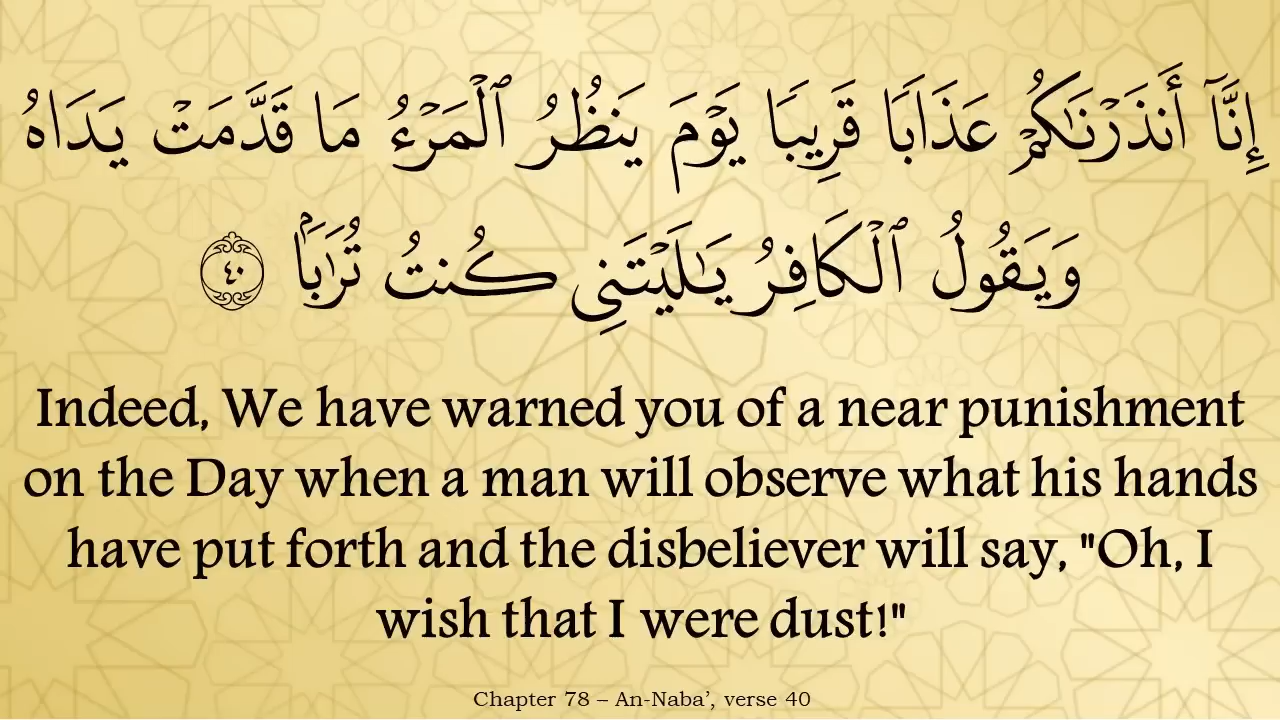 إِنَّآ أَنذَرۡنَٰكُمۡ عَذَابٗا قَرِيبٗا يَوۡمَ يَنظُرُ ٱلۡمَرۡءُ مَا قَدَّمَتۡ يَدَاهُ
وَيَقُولُ ٱلۡكَافِرُ يَٰلَيۡتَنِي كُنتُ تُرَٰبَۢا ٤٠
Indeed, We have warned you of a near punishment
on the Day when a man will observe what his hands
have put forth and the disbeliever will say, "Oh, I
wish that I were dust!"
Chapter 78 – An-Naba’, verse 40